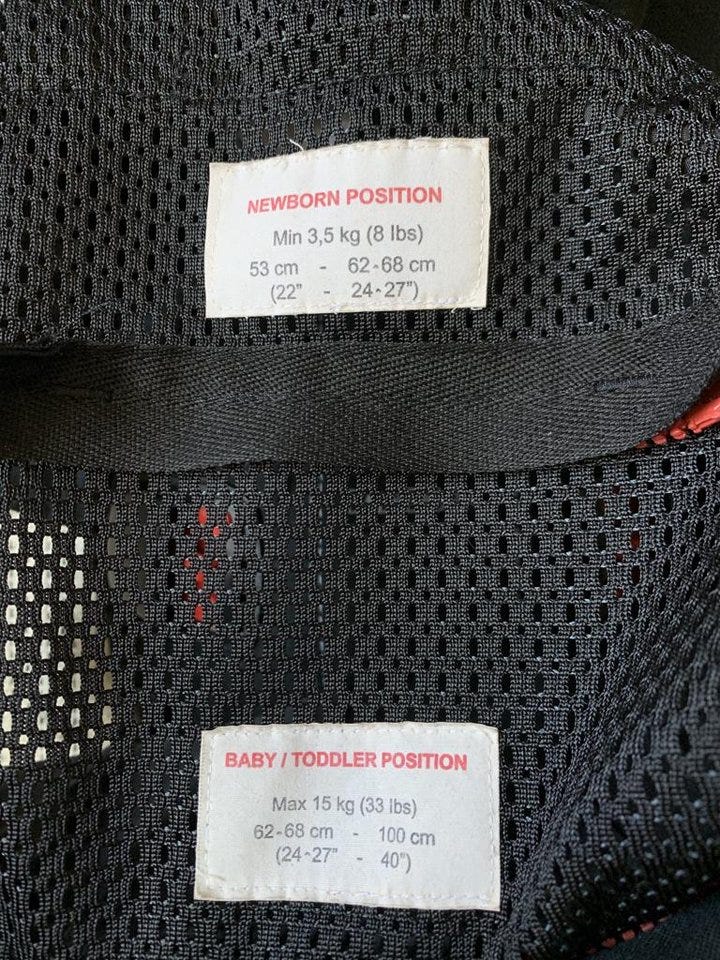 NEWBORN POSITION
Min 3,5 kg (8 lbs)
53 cm - 62-68 cm
(22" - 24-27")
BABY / TODDLER POSITION
Max 15 kg (33 lbs)
62-68 cm - 100 cm
(24-27" - 40")